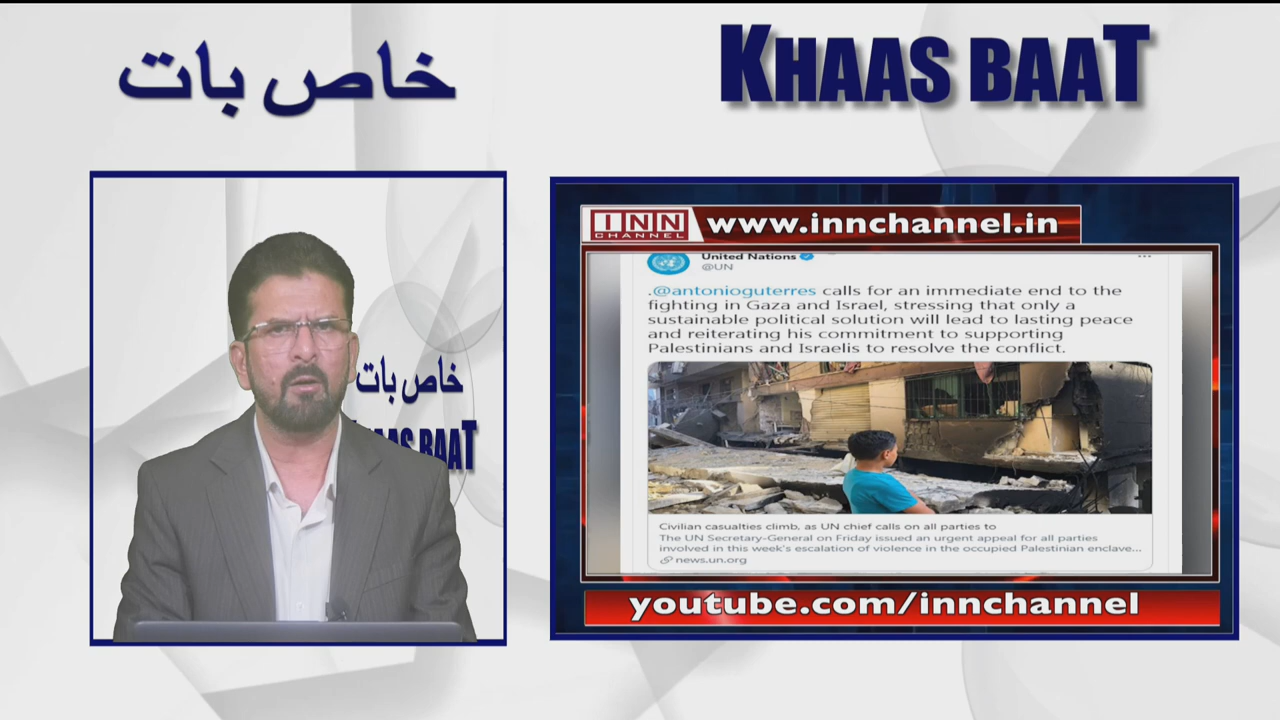 خاص بات
KHAAS BAAT
خاص بات
KHAAS BAAT
INN
CHANNEL
www.innchannel.in
United Nations
@UN
.@antonioguterres calls for an immediate end to the
fighting in Gaza and Israel, stressing that only a
sustainable political solution will lead to lasting peace
and reiterating his commitment to supporting
Palestinians and Israelis to resolve the conflict.
Civilian casualties climb, as UN chief calls on all parties to
The UN Secretary-General on Friday issued an urgent appeal for all parties
involved in this week's escalation of violence in the occupied Palestinian enclave...
news.un.org
youtube.com/innchannel